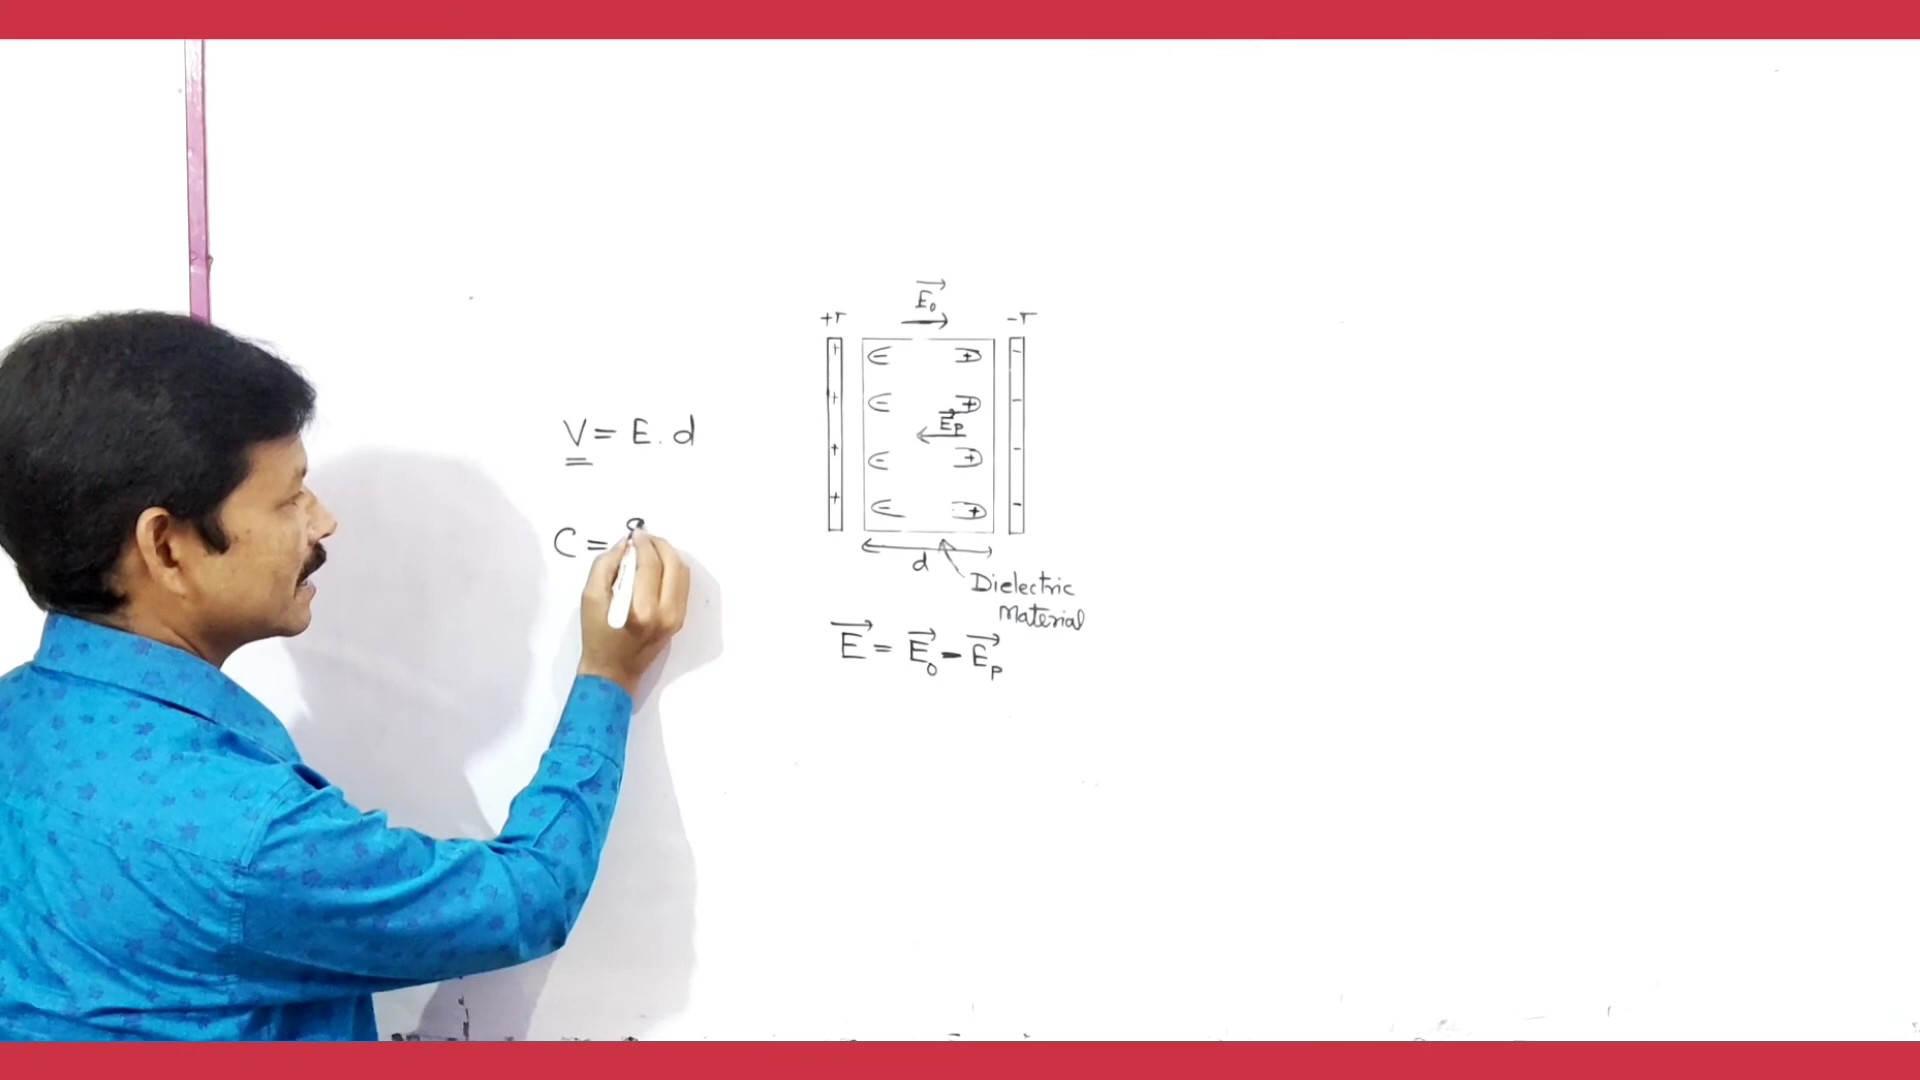 E₀
+σ -σ
+ - + -
+ - + -
V = E . d
Eₚ
+ - + -
C =
+ - + -
d
Dielectric
Material
E = E₀ - Eₚ